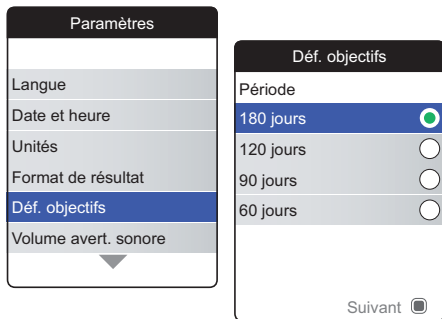 Paramètres
Langue
Date et heure
Unités
Format de résultat
Déf. objectifs
Volume avert. sonore
Déf. objectifs
Période
180 jours
120 jours
90 jours
60 jours
Suivant